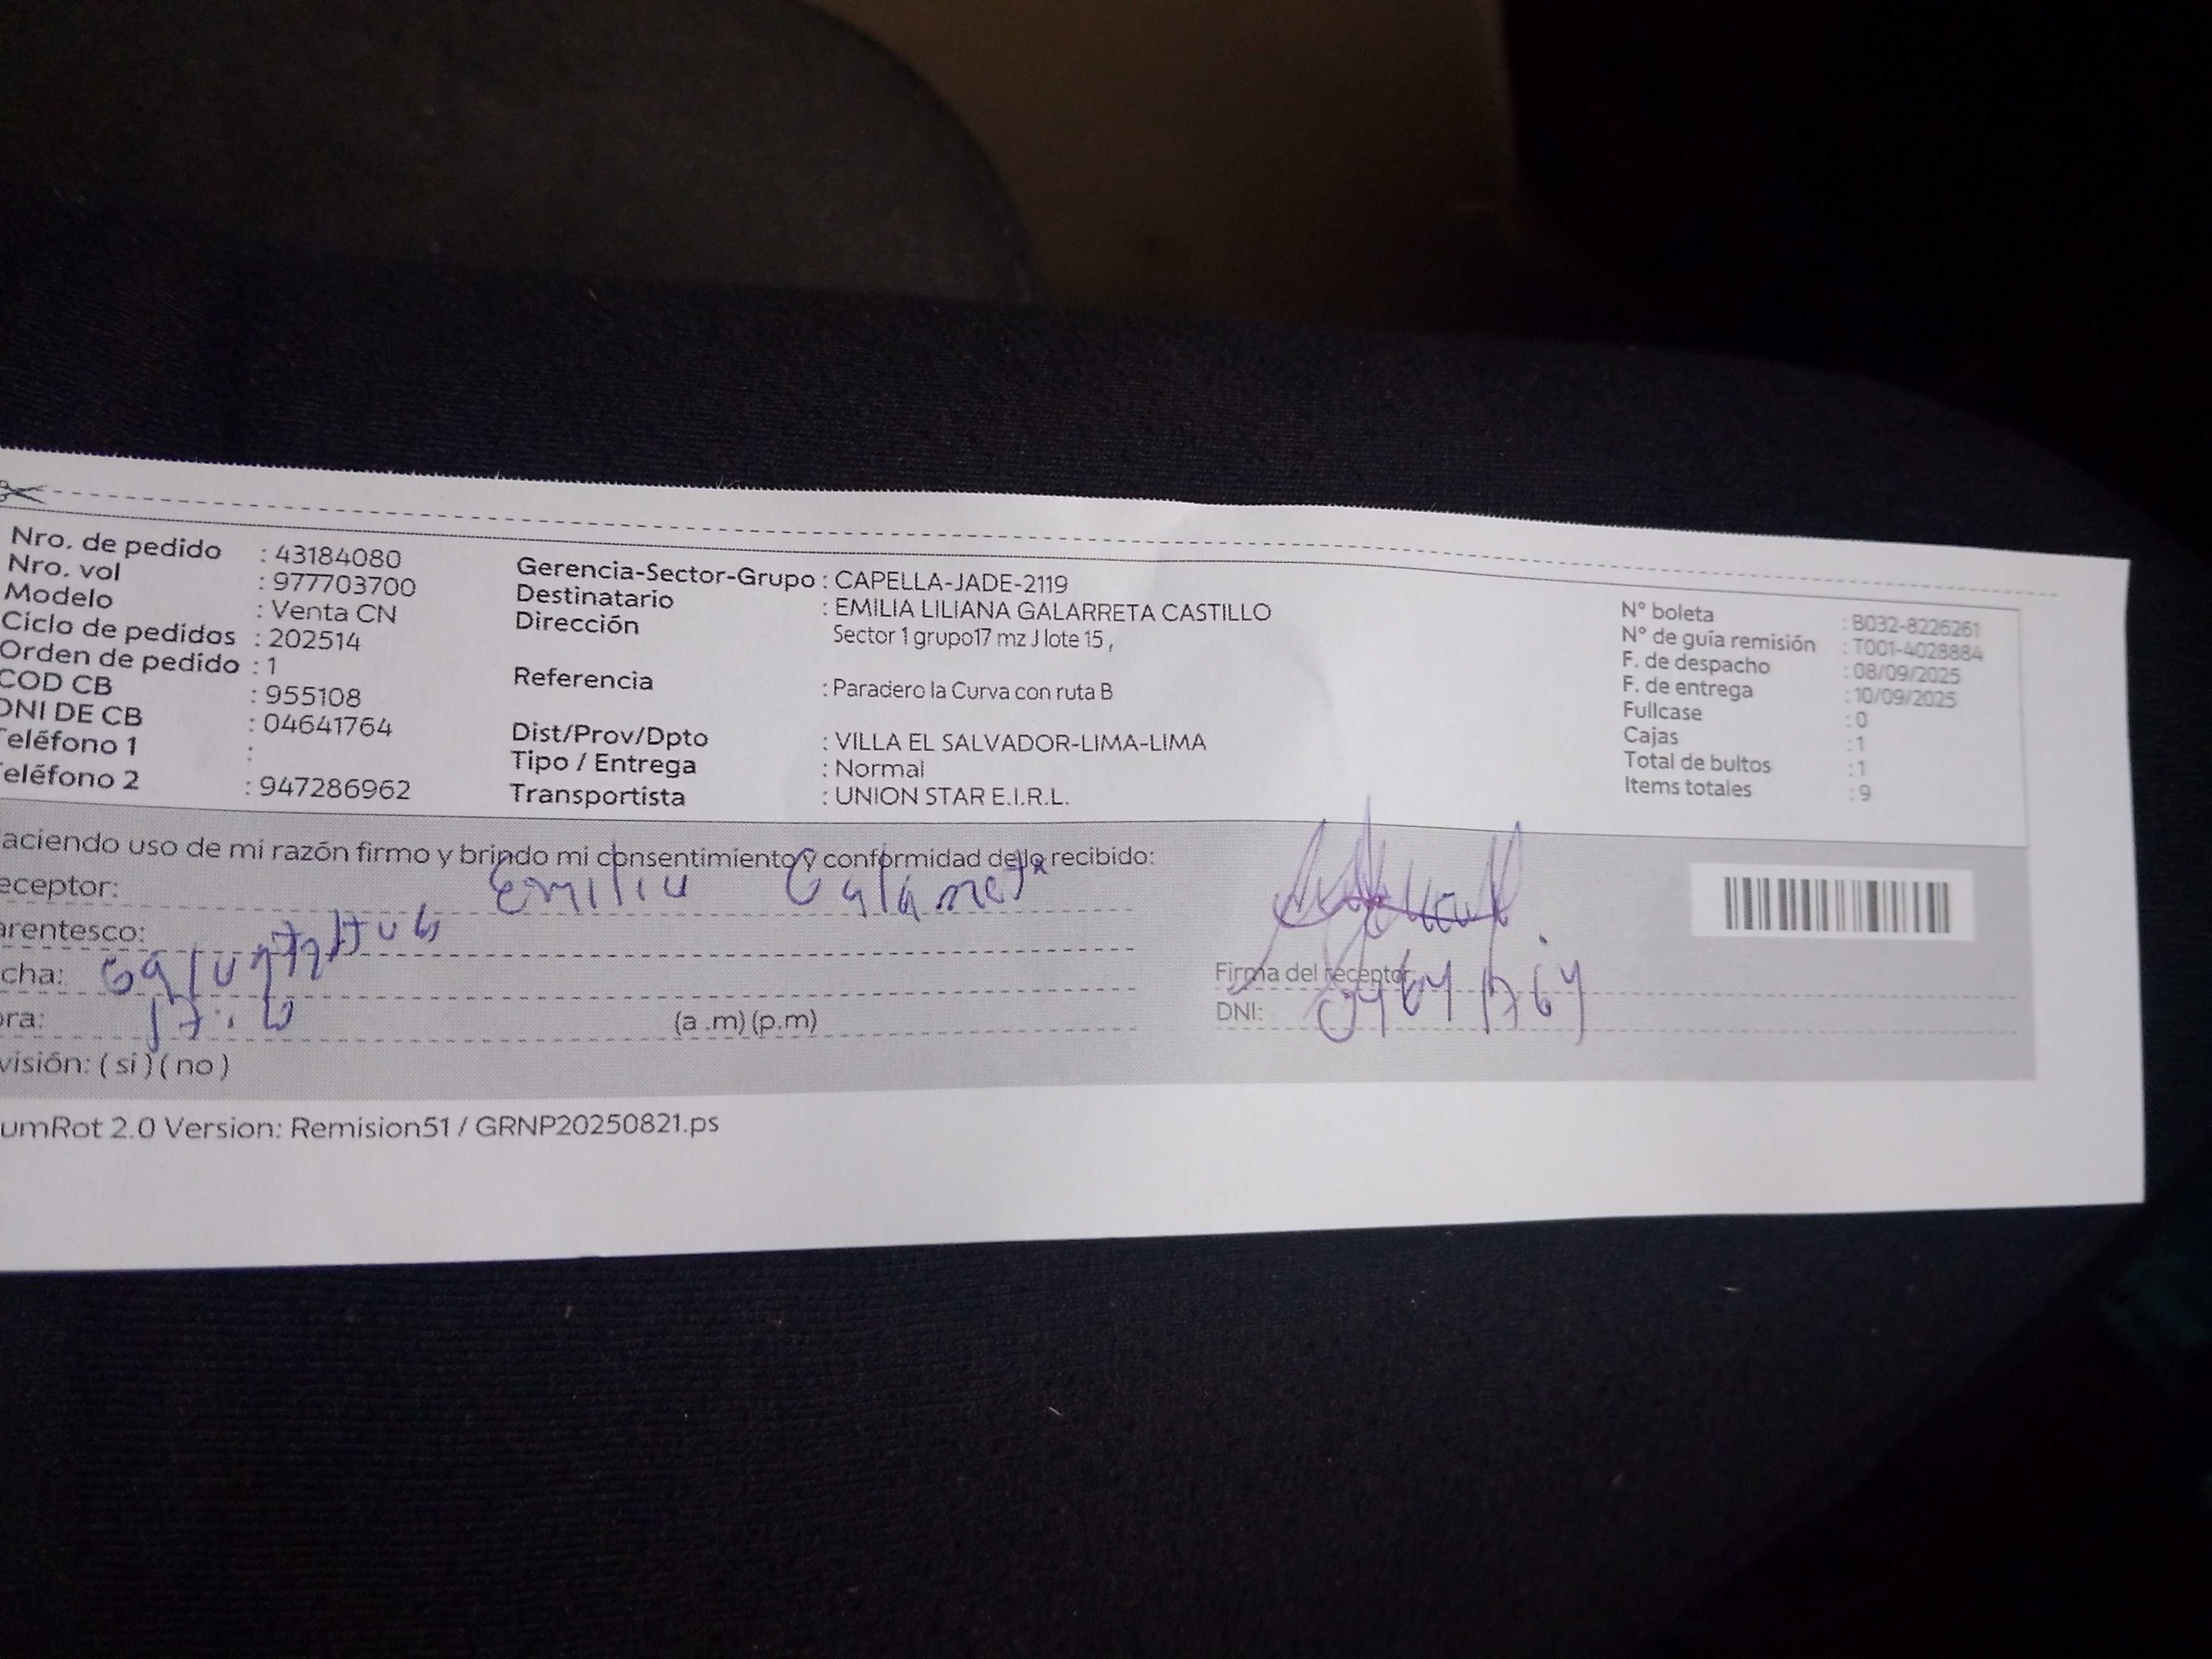 Nro. de pedido : 43184080
Nro. vol : 977703700
Modelo : Venta CN
Ciclo de pedidos : 202514
Orden de pedido : 1
COD CB : 955108
DNI DE CB : 04641764
eléfono 1 :
eléfono 2 : 947286962
Gerencia-Sector-Grupo : CAPELLA-JADE-2119
Destinatario : EMILIA LILIANA GALARRETA CASTILLO
Dirección Sector 1 grupo17 mz J lote 15 ,
Referencia : Paradero la Curva con ruta B
Dist/Prov/Dpto : VILLA EL SALVADOR-LIMA-LIMA
Tipo / Entrega : Normal
Transportista : UNION STAR E.I.R.L.
N° boleta : B032-8226261
N° de guía remisión : T001-4028884
F. de despacho : 08/09/2025
F. de entrega : 10/09/2025
Fullcase : 0
Cajas : 1
Total de bultos : 1
Items totales : 9
aciendo uso de mi razón firmo y brindo mi consentimiento y conformidad de lo recibido:
eceptor: Emilia
arentesco:
cha:
ora: (a .m) (p.m)
visión: ( si ) ( no )
Firma del receptor
DNI:
umRot 2.0 Version: Remision51 / GRNP20250821.ps